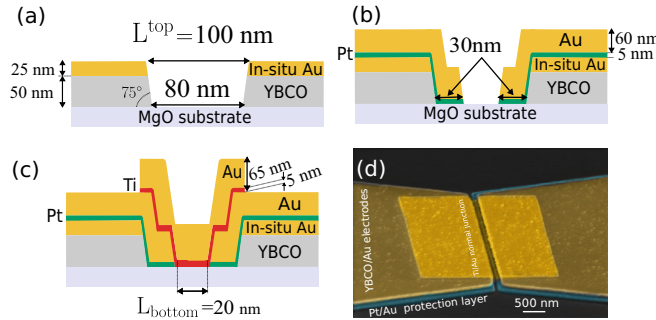 (a)
L^top=100 nm
25 nm
50 nm
In-situ Au
75°
80 nm
YBCO
MgO substrate
(b)
Pt
30nm
Au
60 nm
5 nm
In-situ Au
YBCO
MgO substrate
(c)
Ti
Au
65 nm
5 nm
Pt
Au
In-situ Au
YBCO
L_bottom=20 nm
(d)
YBCO/Au electrodes
Ti/Au normal junction
Pt/Au protection layer
500 nm